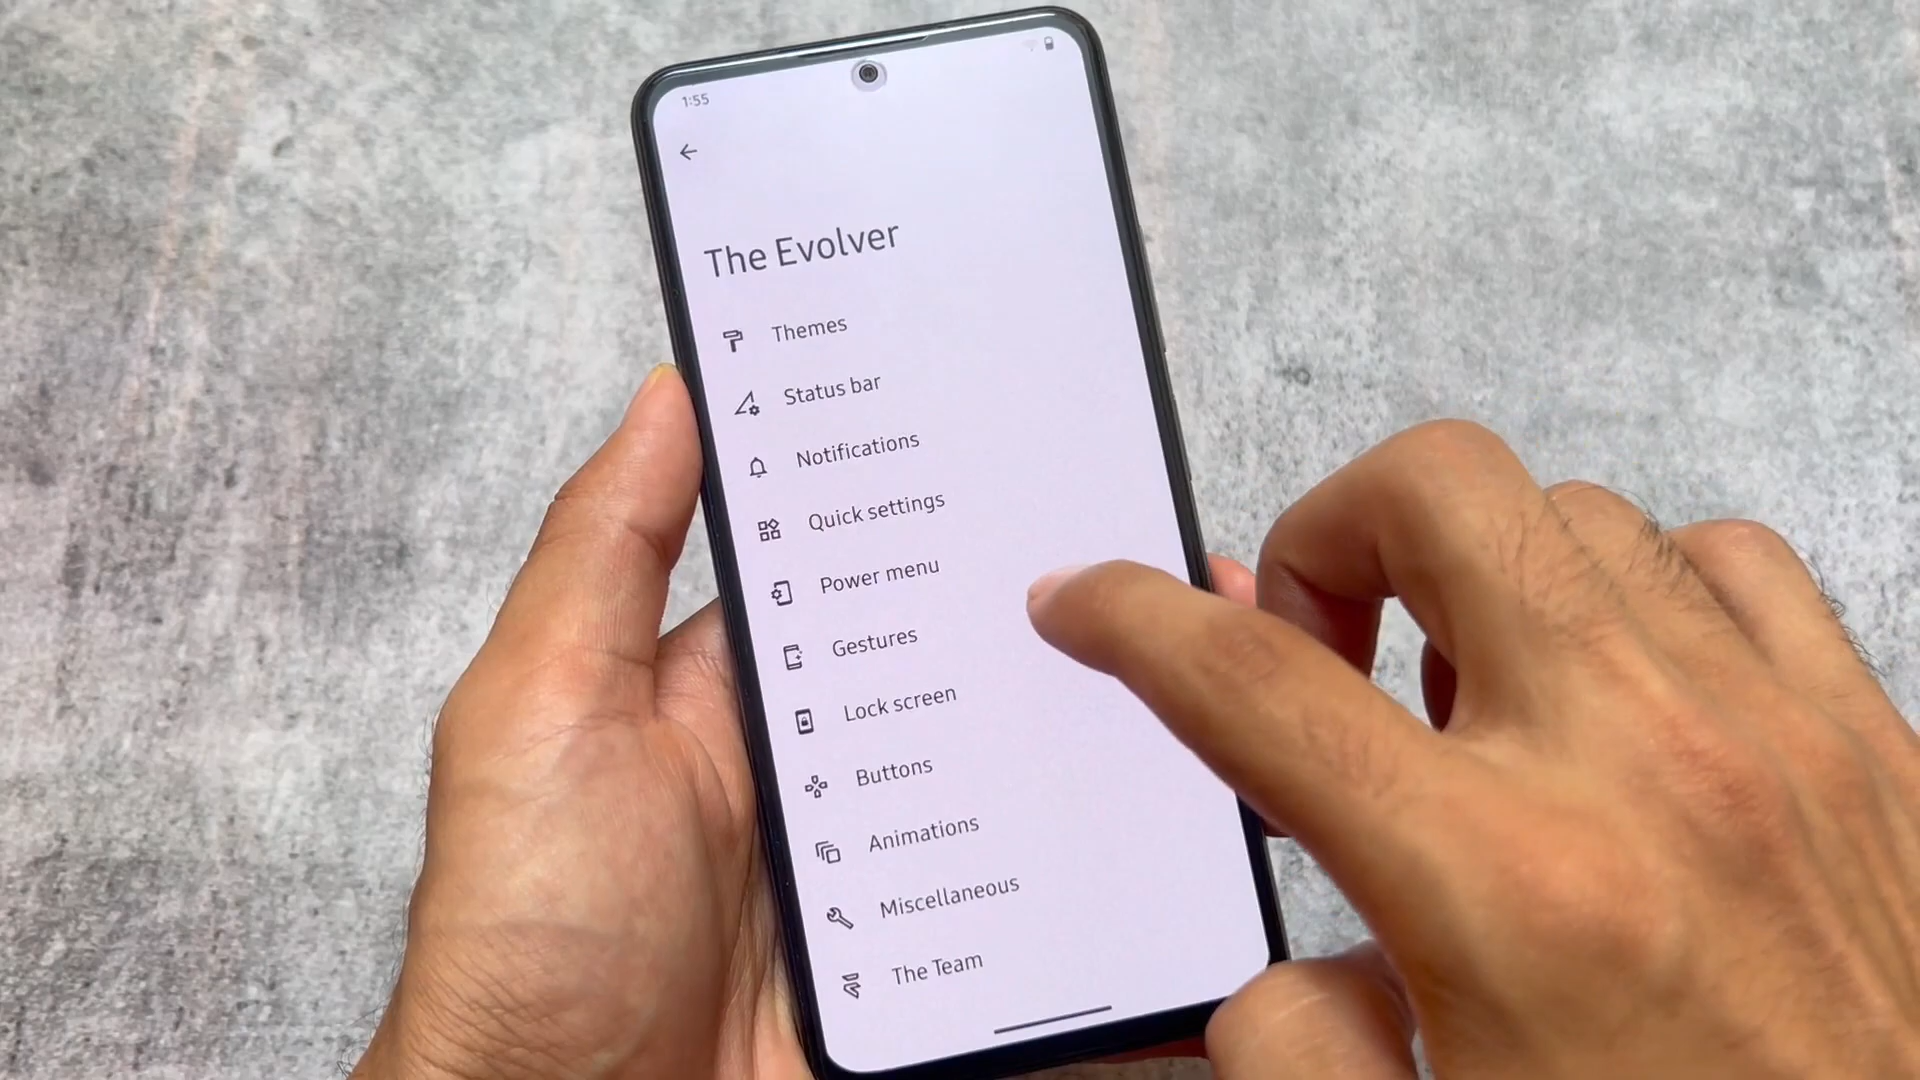 1:55
The Evolver
Themes
Status bar
Notifications
Quick settings
Power menu
Gestures
Lock screen
Buttons
Animations
Miscellaneous
The Team